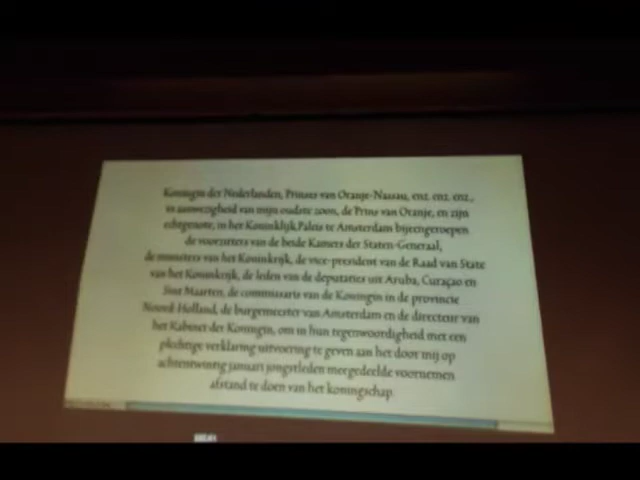 Koningin der Nederlanden, Prinses van Oranje-Nassau, enz. enz. enz.,
in aanwezigheid van mijn oudste zoon, de Prins van Oranje, en zijn
echtgenote, in het Koninklijk Paleis te Amsterdam bijeengeroepen
de voorzitters van de beide Kamers der Staten-Generaal,
de ministers van het Koninkrijk, de vice-president van de Raad van State
van het Koninkrijk, de leden van de deputaties uit Aruba, Curaçao en
Sint Maarten, de commissaris van de Koningin in de provincie
Noord-Holland, de burgemeester van Amsterdam en de directeur van
het Kabinet der Koningin, om in hun tegenwoordigheid met een
plechtige verklaring uitvoering te geven aan het door mij op
achtentwintig januari jongstleden meegedeelde voornemen
afstand te doen van het koningschap.